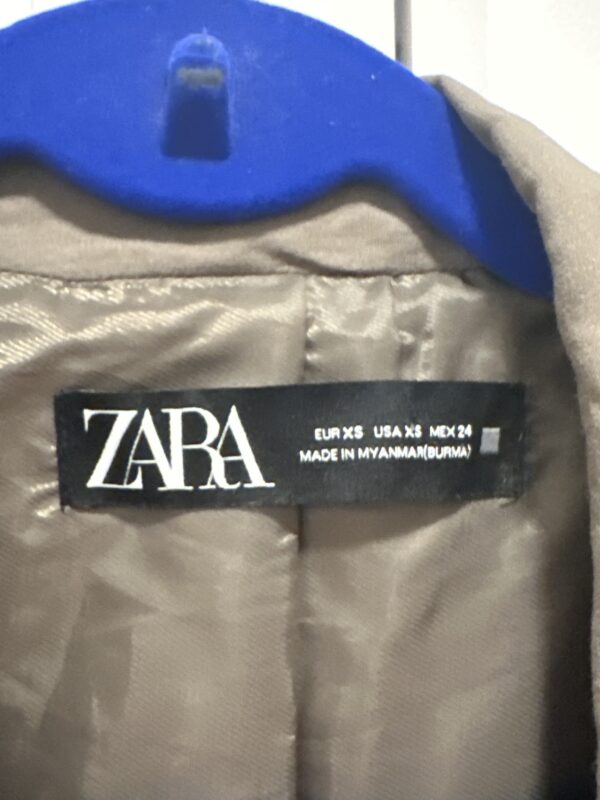 ZARA
EUR XS USA XS MEX 24
MADE IN MYANMAR(BURMA)